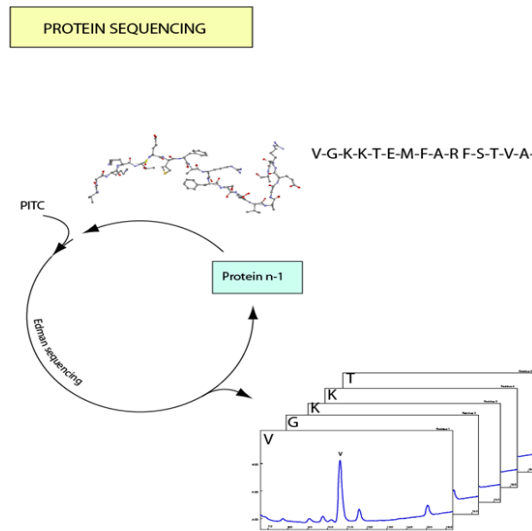 PROTEIN SEQUENCING
V-G-K-K-T-E-M-F-A-R F-S-T-V-A-
PITC
Protein n-1
Edman sequencing
T
K
K
G
V
V